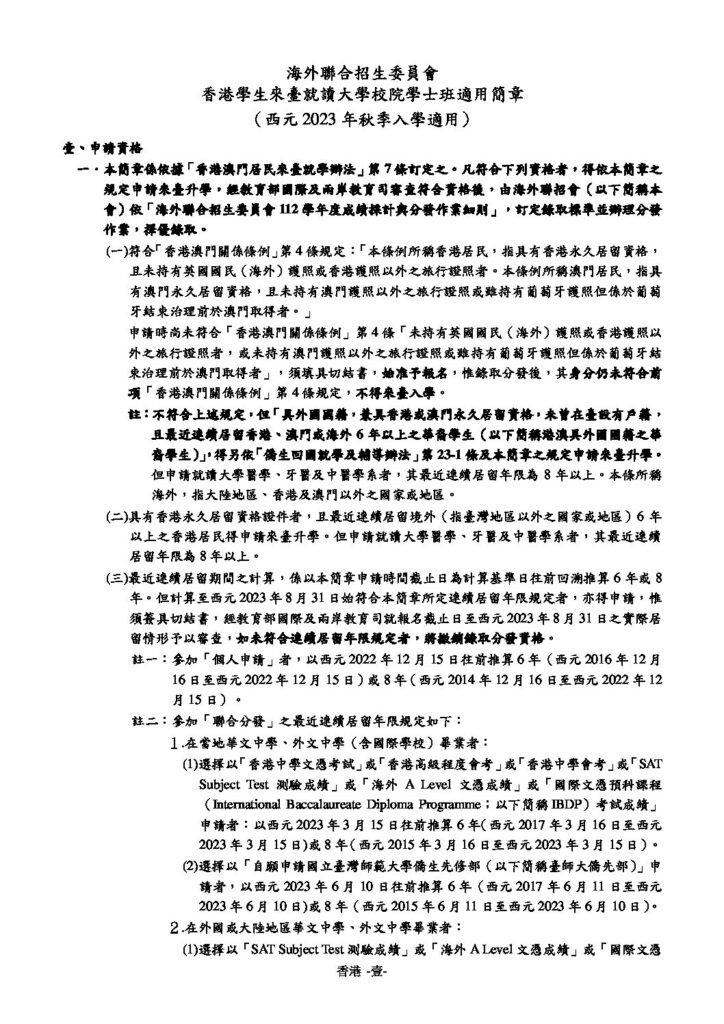 海外聯合招生委員會
香港學生來臺就讀大學校院學士班適用簡章
（西元 2023 年秋季入學適用）
壹、申請資格
一．本簡章係依據「香港澳門居民來臺就學辦法」第 7 條訂定之。凡符合下列資格者，得依本簡章之
規定申請來臺升學，經教育部國際及兩岸教育司審查符合資格後，由海外聯招會（以下簡稱本
會）依「海外聯合招生委員會 112 學年度成績採計與分發作業細則」，訂定錄取標準並辦理分發
作業，擇優錄取。
(一)符合「香港澳門關係條例」第 4 條規定：「本條例所稱香港居民，指具有香港永久居留資格，
且未持有英國國民（海外）護照或香港護照以外之旅行證照者。本條例所稱澳門居民，指具
有澳門永久居留資格，且未持有澳門護照以外之旅行證照或雖持有葡萄牙護照但係於葡萄
牙結束治理前於澳門取得者。」
申請時尚未符合「香港澳門關係條例」第 4 條「未持有英國國民（海外）護照或香港護照以
外之旅行證照者，或未持有澳門護照以外之旅行證照或雖持有葡萄牙護照但係於葡萄牙結
束治理前於澳門取得者」，須填具切結書，始准予報名，惟錄取分發後，其身分仍未符合前
項「香港澳門關係條例」第 4 條規定，不得來臺入學。
註：不符合上述規定，但「具外國國籍，兼具香港或澳門永久居留資格，未曾在臺設有戶籍，
且最近連續居留香港、澳門或海外 6 年以上之華裔學生（以下簡稱港澳具外國國籍之華
裔學生）」，得另依「僑生回國就學及輔導辦法」第 23-1 條及本簡章之規定申請來臺升學。
但申請就讀大學醫學、牙醫及中醫學系者，其最近連續居留年限為 8 年以上。本條所稱
海外，指大陸地區、香港及澳門以外之國家或地區。
(二)具有香港永久居留資格證件者，且最近連續居留境外（指臺灣地區以外之國家或地區）6 年
以上之香港居民得申請來臺升學。但申請就讀大學醫學、牙醫及中醫學系者，其最近連續
居留年限為 8 年以上。
(三)最近連續居留期間之計算，係以本簡章申請時間截止日為計算基準日往前回溯推算 6 年或 8
年。但計算至西元 2023 年 8 月 31 日始符合本簡章所定連續居留年限規定者，亦得申請，惟
須簽具切結書，經教育部國際及兩岸教育司就報名截止日至西元 2023 年 8 月 31 日之實際居
留情形予以審查，如未符合連續居留年限規定者，將撤銷錄取分發資格。
註一：參加「個人申請」者，以西元 2022 年 12 月 15 日往前推算 6 年（西元 2016 年 12 月
16 日至西元 2022 年 12 月 15 日）或 8 年（西元 2014 年 12 月 16 日至西元 2022 年 12
月 15 日）。
註二：參加「聯合分發」之最近連續居留年限規定如下：
１.在當地華文中學、外文中學（含國際學校）畢業者：
(1)選擇以「香港中學文憑考試」或「香港高級程度會考」或「香港中學會考」或「SAT
Subject Test 測驗成績」或「海外 A Level 文憑成績」或「國際文憑預科課程
（International Baccalaureate Diploma Programme；以下簡稱 IBDP）考試成績」
申請者：以西元 2023 年 3 月 15 日往前推算 6 年(西元 2017 年 3 月 16 日至西元
2023 年 3 月 15 日)或 8 年（西元 2015 年 3 月 16 日至西元 2023 年 3 月 15 日）。
(2)選擇以「自願申請國立臺灣師範大學僑生先修部（以下簡稱臺師大僑先部）」申
請者，以西元 2023 年 6 月 10 日往前推算 6 年（西元 2017 年 6 月 11 日至西元
2023 年 6 月 10 日)或 8 年（西元 2015 年 6 月 11 日至西元 2023 年 6 月 10 日)。
２.在外國或大陸地區華文中學、外文中學畢業者：
(1)選擇以「SAT Subject Test 測驗成績」或「海外 A Level 文憑成績」或「國際文憑
香港 -壹-